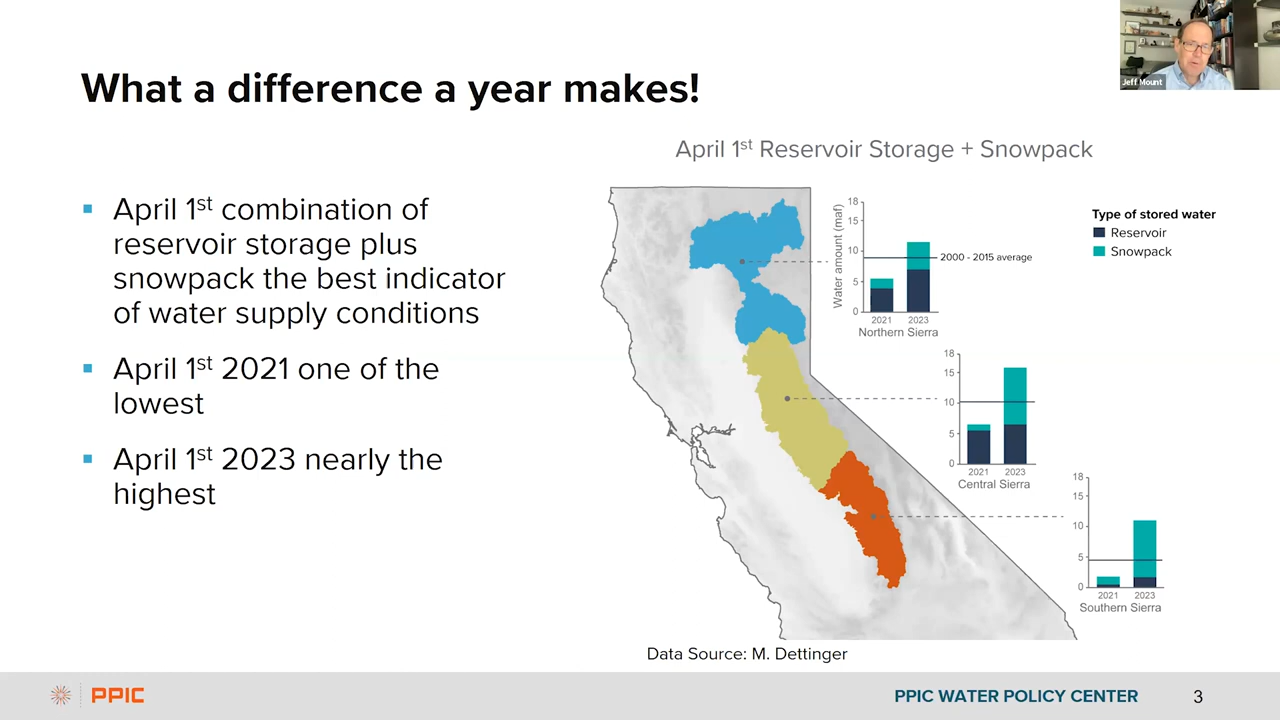 Jeff Mount
What a difference a year makes!
April 1st Reservoir Storage + Snowpack
▪ April 1st combination of
reservoir storage plus
snowpack the best indicator
of water supply conditions
▪ April 1st 2021 one of the
lowest
▪ April 1st 2023 nearly the
highest
Water amount (maf)
18
15
10
5
0
2000 - 2015 average
2021 2023
Northern Sierra
Type of stored water
Reservoir
Snowpack
18
15
10
5
0
2021 2023
Central Sierra
18
15
10
5
0
2021 2023
Southern Sierra
Data Source: M. Dettinger
PPIC
PPIC WATER POLICY CENTER
3